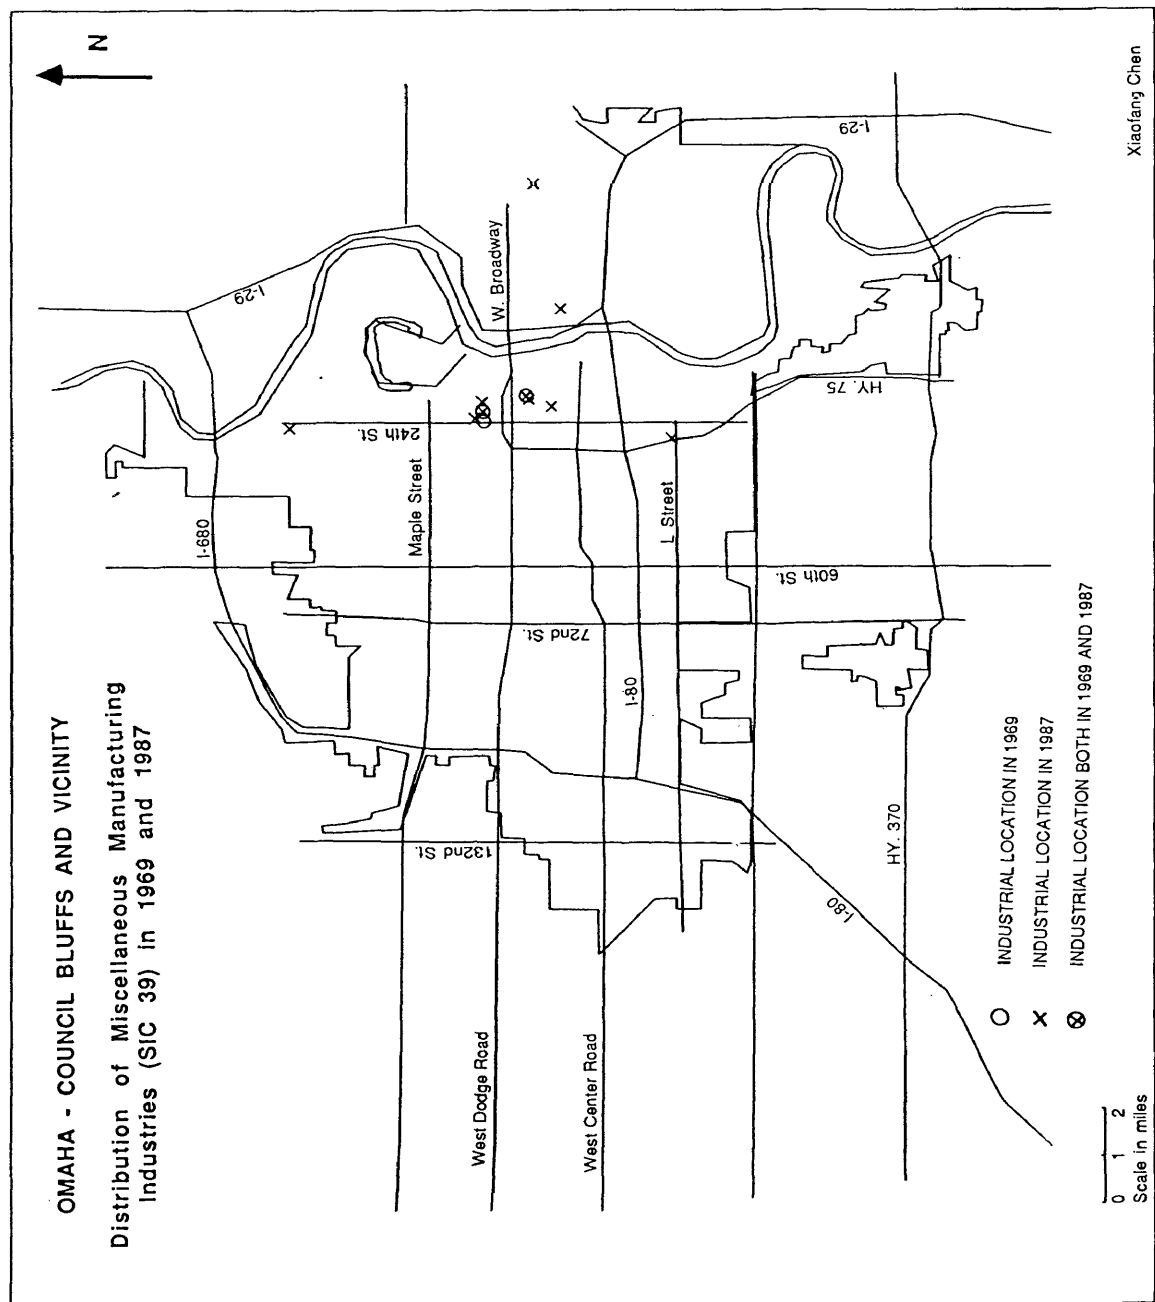 OMAHA - COUNCIL BLUFFS AND VICINITY
Distribution of Miscellaneous Manufacturing
Industries (SIC 39) in 1969 and 1987
N
I-680
I-29
24th St.
Maple Street
W. Broadway
72nd St.
60th St.
132nd St.
West Dodge Road
West Center Road
I-80
L Street
I-29
HY. 75
HY. 370
I-80
INDUSTRIAL LOCATION IN 1969
INDUSTRIAL LOCATION IN 1987
INDUSTRIAL LOCATION BOTH IN 1969 AND 1987
0 1 2
Scale in miles
Xiaofang Chen